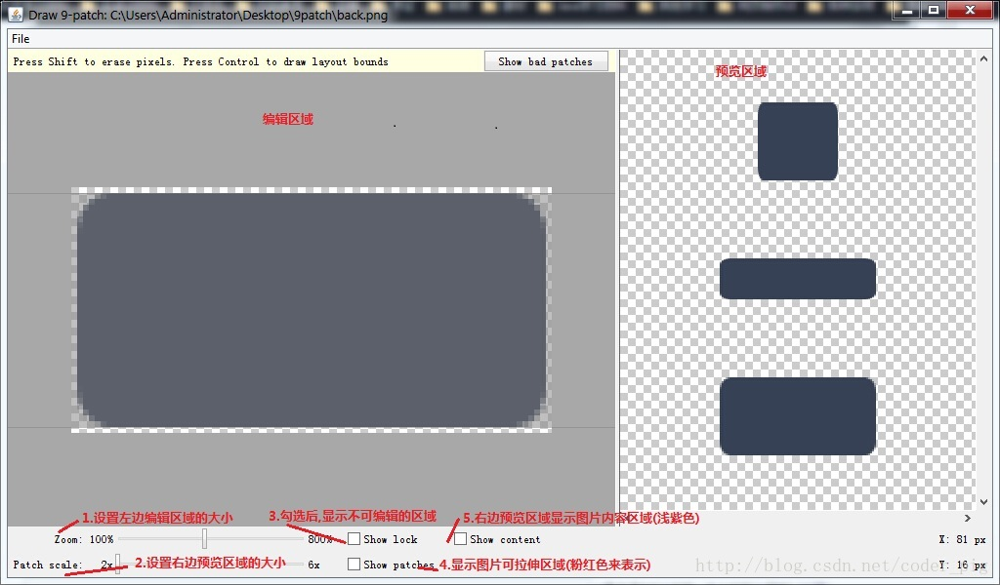 Draw 9-patch: C:\Users\Administrator\Desktop\9patch\back.png
File
Press Shift to erase pixels. Press Control to draw layout bounds
Show bad patches
编辑区域
预览区域
1.设置左边编辑区域的大小
3.勾选后,显示不可编辑的区域
5.右边预览区域显示图片内容区域(浅紫色)
Zoom: 100%
800%
Show lock
Show content
X: 81 px
Patch scale: 2x
2.设置右边预览区域的大小
6x
Show patches
4.显示图片可拉伸区域(粉红色来表示)
Y: 16 px
http://blog.csdn.net/coder_pig